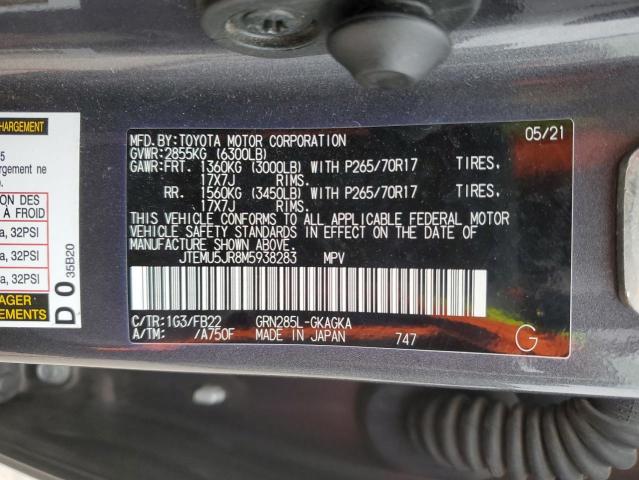 HARGEMENT
5
rgement ne
ION DES
À FROID
a, 32PSI
a, 32PSI
a, 32PSI
AGER
MENTS
D 0 35B20
MFD.BY:TOYOTA MOTOR CORPORATION 05/21
GVWR:2855KG (6300LB)
GAWR:FRT. 1360KG (3000LB) WITH P265/70R17 TIRES,
17X7J RIMS.
RR. 1560KG (3450LB) WITH P265/70R17 TIRES,
17X7J RIMS.
THIS VEHICLE CONFORMS TO ALL APPLICABLE FEDERAL MOTOR
VEHICLE SAFETY STANDARDS IN EFFECT ON THE DATE OF
MANUFACTURE SHOWN ABOVE.
JTEMU5JR8M5938283 MPV
C/TR:1G3/FB22 GRN285L-GKAGKA
A/TM: /A750F MADE IN JAPAN 747
G